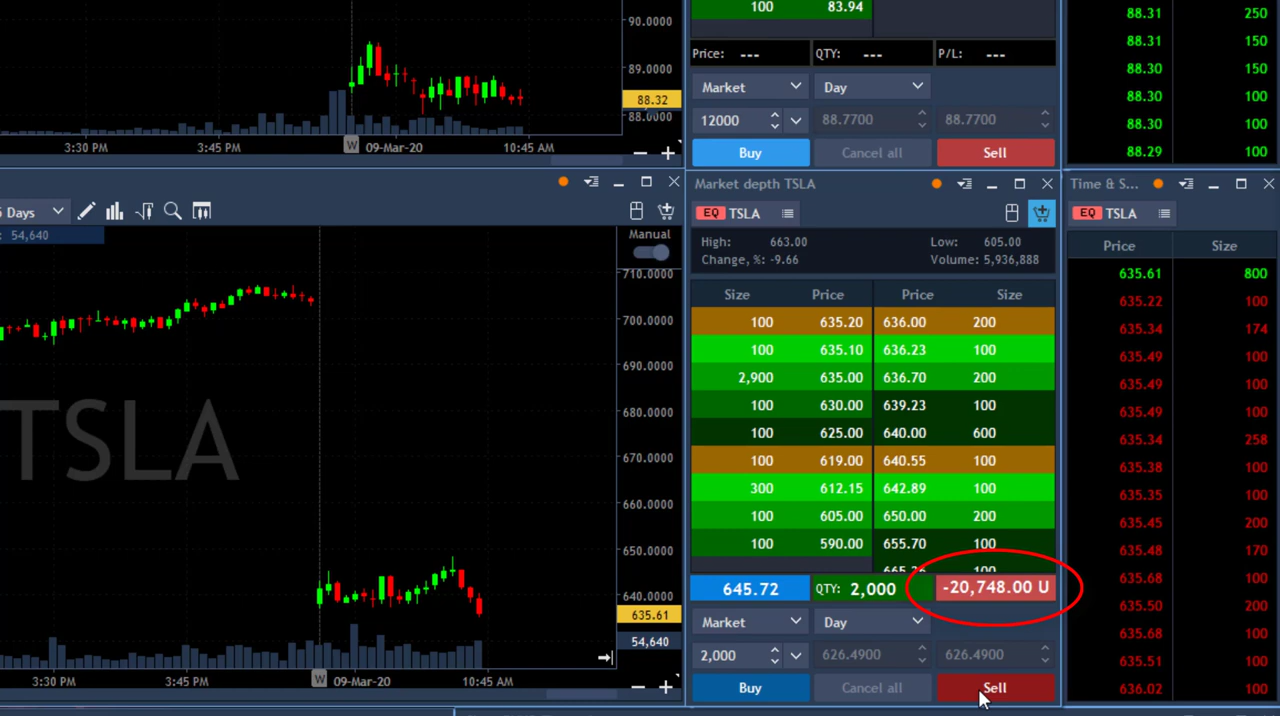 90.0000
89.0000
88.32
88.0000
3:30 PM 3:45 PM W 09-Mar-20 10:45 AM
100 83.94
Price: --- QTY: --- P/L: ---
Market Day
12000 88.7700 88.7700
Buy Cancel all Sell
88.31 250
88.31 150
88.30 150
88.30 100
88.30 100
88.29 100
5 Days
: 54,640
Manual
710.0000
700.0000
690.0000
680.0000
670.0000
660.0000
650.0000
640.0000
635.61
54,640
TSLA
3:30 PM 3:45 PM W 09-Mar-20 10:45 AM
Market depth TSLA
EQ TSLA
High: 663.00 Low: 605.00
Change, %: -9.66 Volume: 5,936,888
Size Price Price Size
100 635.20 636.00 200
100 635.10 636.23 100
2,900 635.00 636.70 200
100 630.00 639.23 100
100 625.00 640.00 600
100 619.00 640.55 100
300 612.15 642.89 100
100 605.00 650.00 200
100 590.00 655.70 100
100
645.72 QTY: 2,000 -20,748.00 U
Market Day
2,000 626.4900 626.4900
Buy Cancel all Sell
Time & S...
EQ TSLA
Price Size
635.61 800
635.22 100
635.34 174
635.49 100
635.49 100
635.49 100
635.34 258
635.38 100
635.35 100
635.45 200
635.48 170
635.68 100
635.50 200
635.68 100
635.51 100
636.02 100